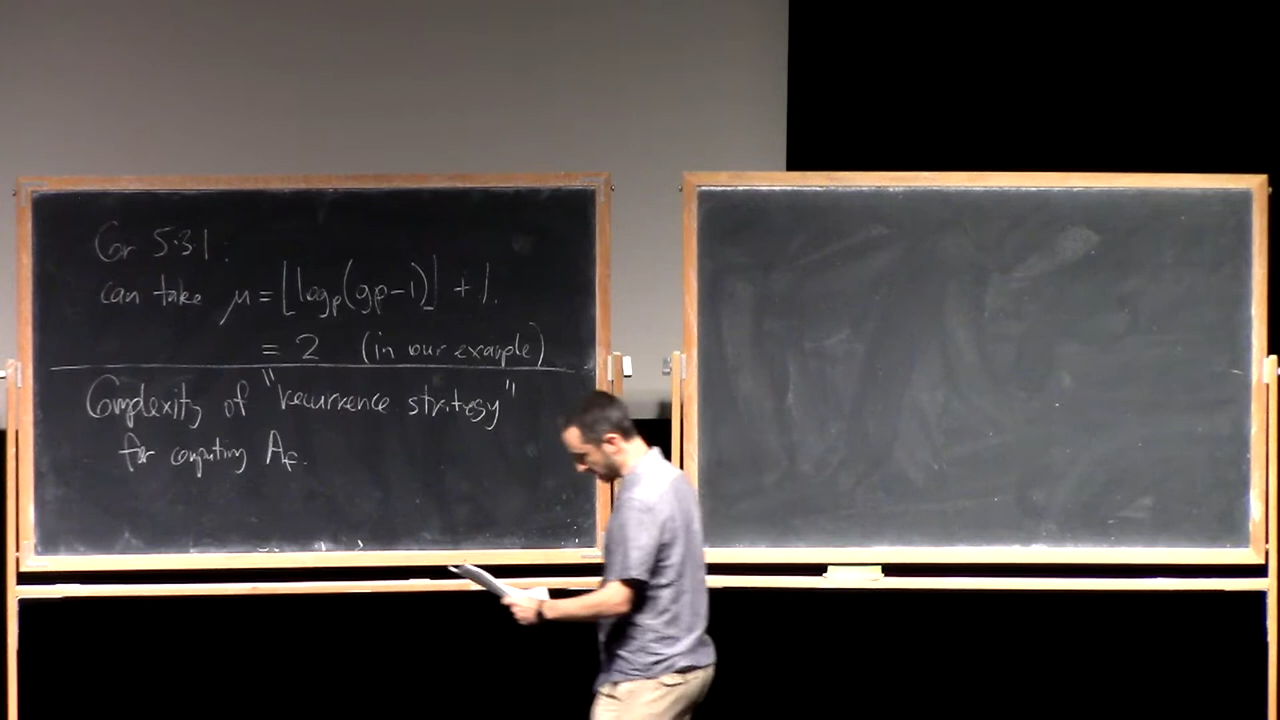 Cor 5.3.1:
can take μ = ⌊log_p(gp-1)⌋ + 1.
= 2 (in our example)
Complexity of "recurrence strategy"
for computing A_F.